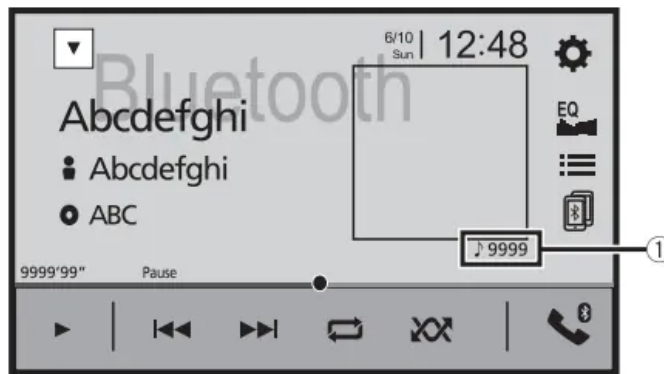 6/10
Sun
12:48
Bluetooth
EQ
Abcdefghi
Abcdefghi
ABC
♪ 9999
1
9999'99"
Pause